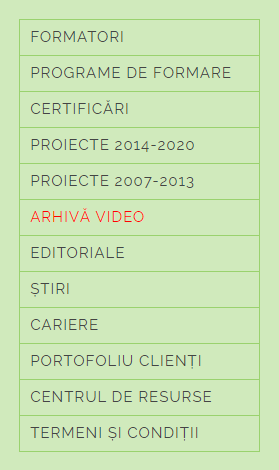 FORMATORI
PROGRAME DE FORMARE
CERTIFICĂRI
PROIECTE 2014-2020
PROIECTE 2007-2013
ARHIVĂ VIDEO
EDITORIALE
ȘTIRI
CARIERE
PORTOFOLIU CLIENȚI
CENTRUL DE RESURSE
TERMENI ȘI CONDIȚII